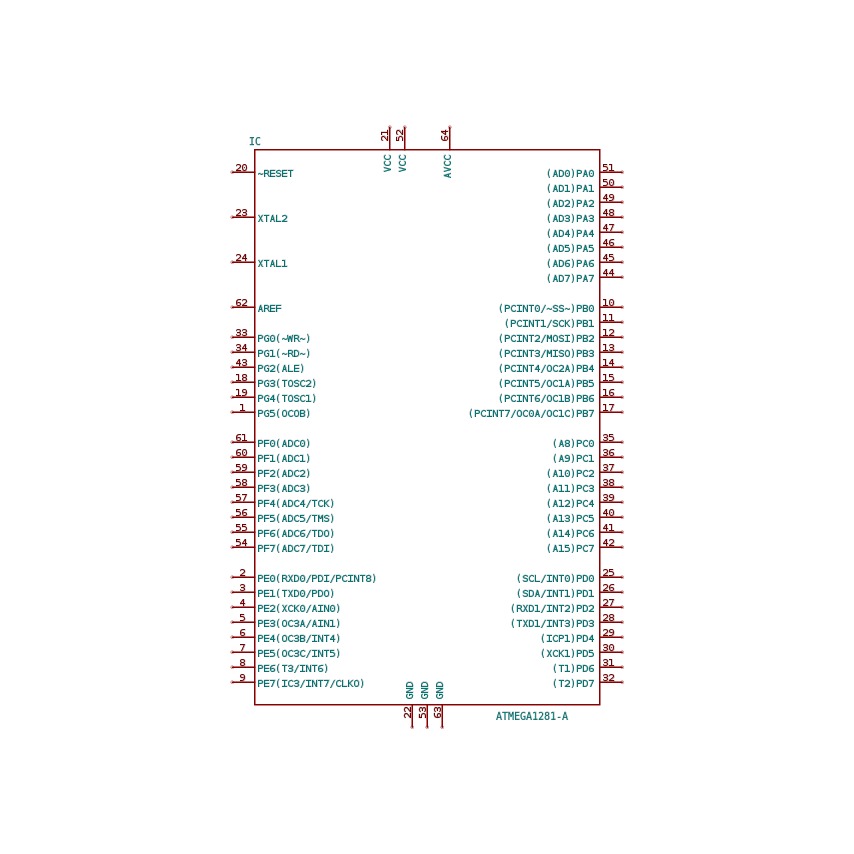 21 52 64
IC
VCC VCC AVCC
20 ~RESET (AD0)PA0 51
(AD1)PA1 50
(AD2)PA2 49
23 XTAL2 (AD3)PA3 48
(AD4)PA4 47
(AD5)PA5 46
24 XTAL1 (AD6)PA6 45
(AD7)PA7 44
62 AREF (PCINT0/~SS~)PB0 10
(PCINT1/SCK)PB1 11
33 PG0(~WR~) (PCINT2/MOSI)PB2 12
34 PG1(~RD~) (PCINT3/MISO)PB3 13
43 PG2(ALE) (PCINT4/OC2A)PB4 14
18 PG3(TOSC2) (PCINT5/OC1A)PB5 15
19 PG4(TOSC1) (PCINT6/OC1B)PB6 16
1 PG5(OCOB) (PCINT7/OC0A/OC1C)PB7 17
61 PF0(ADC0) (A8)PC0 35
60 PF1(ADC1) (A9)PC1 36
59 PF2(ADC2) (A10)PC2 37
58 PF3(ADC3) (A11)PC3 38
57 PF4(ADC4/TCK) (A12)PC4 39
56 PF5(ADC5/TMS) (A13)PC5 40
55 PF6(ADC6/TDO) (A14)PC6 41
54 PF7(ADC7/TDI) (A15)PC7 42
2 PE0(RXD0/PDI/PCINT8) (SCL/INT0)PD0 25
3 PE1(TXD0/PDO) (SDA/INT1)PD1 26
4 PE2(XCK0/AIN0) (RXD1/INT2)PD2 27
5 PE3(OC3A/AIN1) (TXD1/INT3)PD3 28
6 PE4(OC3B/INT4) (ICP1)PD4 29
7 PE5(OC3C/INT5) (XCK1)PD5 30
8 PE6(T3/INT6) (T1)PD6 31
9 PE7(IC3/INT7/CLKO) (T2)PD7 32
GND GND GND
22 53 63
ATMEGA1281-A